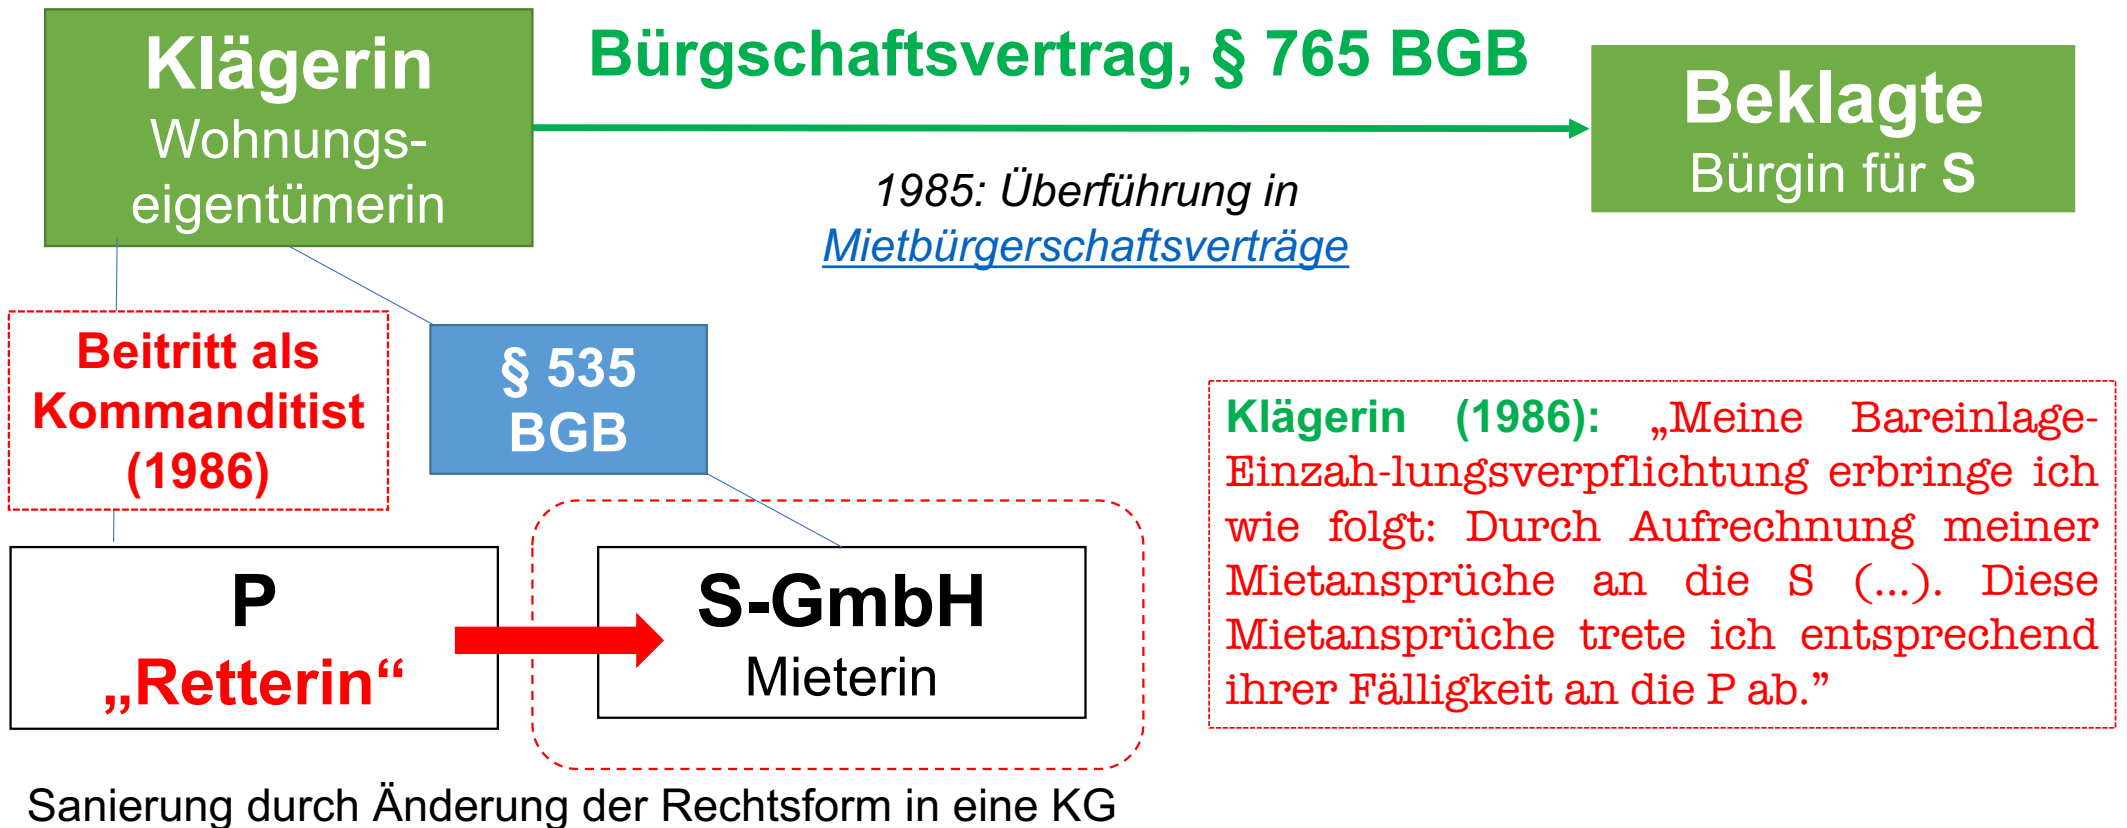 Klägerin
Wohnungs-
eigentümerin
Bürgschaftsvertrag, § 765 BGB
Beklagte
Bürgin für S
1985: Überführung in
Mietbürgerschaftsverträge
Beitritt als
Kommanditist
(1986)
§ 535
BGB
P
„Retterin“
S-GmbH
Mieterin
Klägerin (1986): „Meine Bareinlage-
Einzah-lungsverpflichtung erbringe ich
wie folgt: Durch Aufrechnung meiner
Mietansprüche an die S (...). Diese
Mietansprüche trete ich entsprechend
ihrer Fälligkeit an die P ab.”
Sanierung durch Änderung der Rechtsform in eine KG